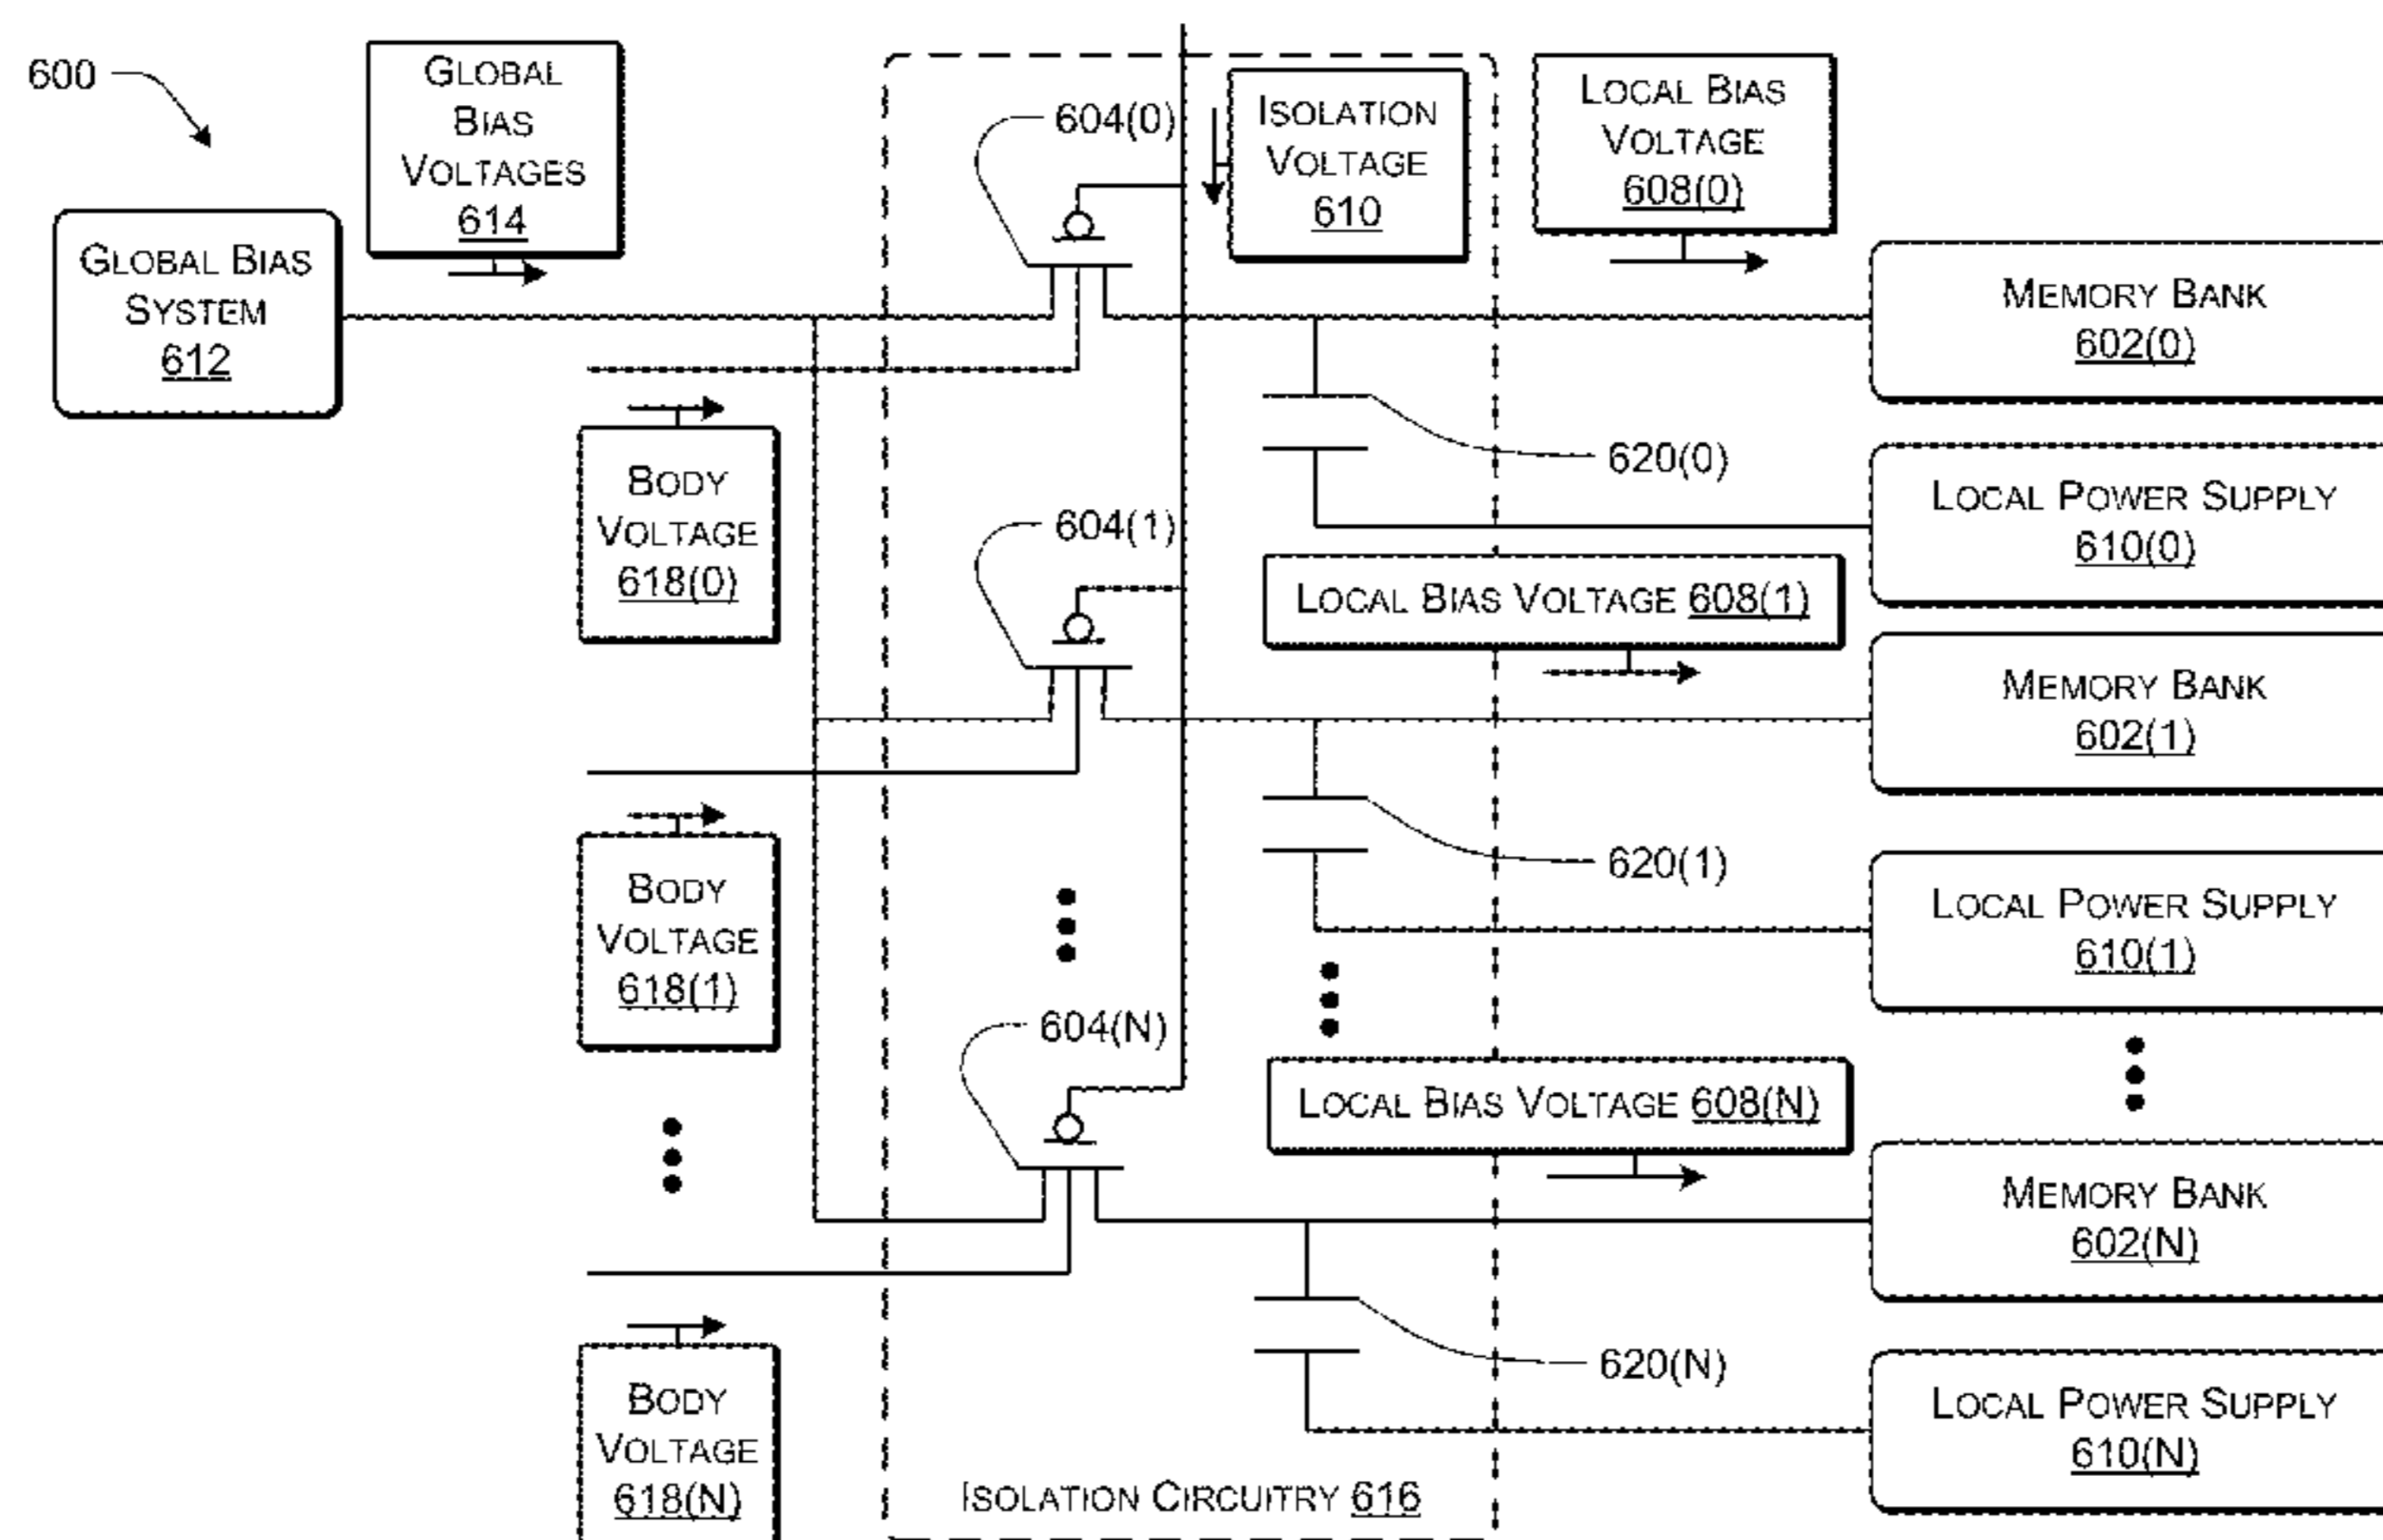 600
GLOBAL
BIAS
VOLTAGES
614
GLOBAL BIAS
SYSTEM
612
604(0)
ISOLATION
VOLTAGE
610
LOCAL BIAS
VOLTAGE
608(0)
MEMORY BANK
602(0)
BODY
VOLTAGE
618(0)
620(0)
LOCAL POWER SUPPLY
610(0)
604(1)
LOCAL BIAS VOLTAGE 608(1)
MEMORY BANK
602(1)
BODY
VOLTAGE
618(1)
620(1)
LOCAL POWER SUPPLY
610(1)
604(N)
LOCAL BIAS VOLTAGE 608(N)
MEMORY BANK
602(N)
BODY
VOLTAGE
618(N)
620(N)
LOCAL POWER SUPPLY
610(N)
ISOLATION CIRCUITRY 616